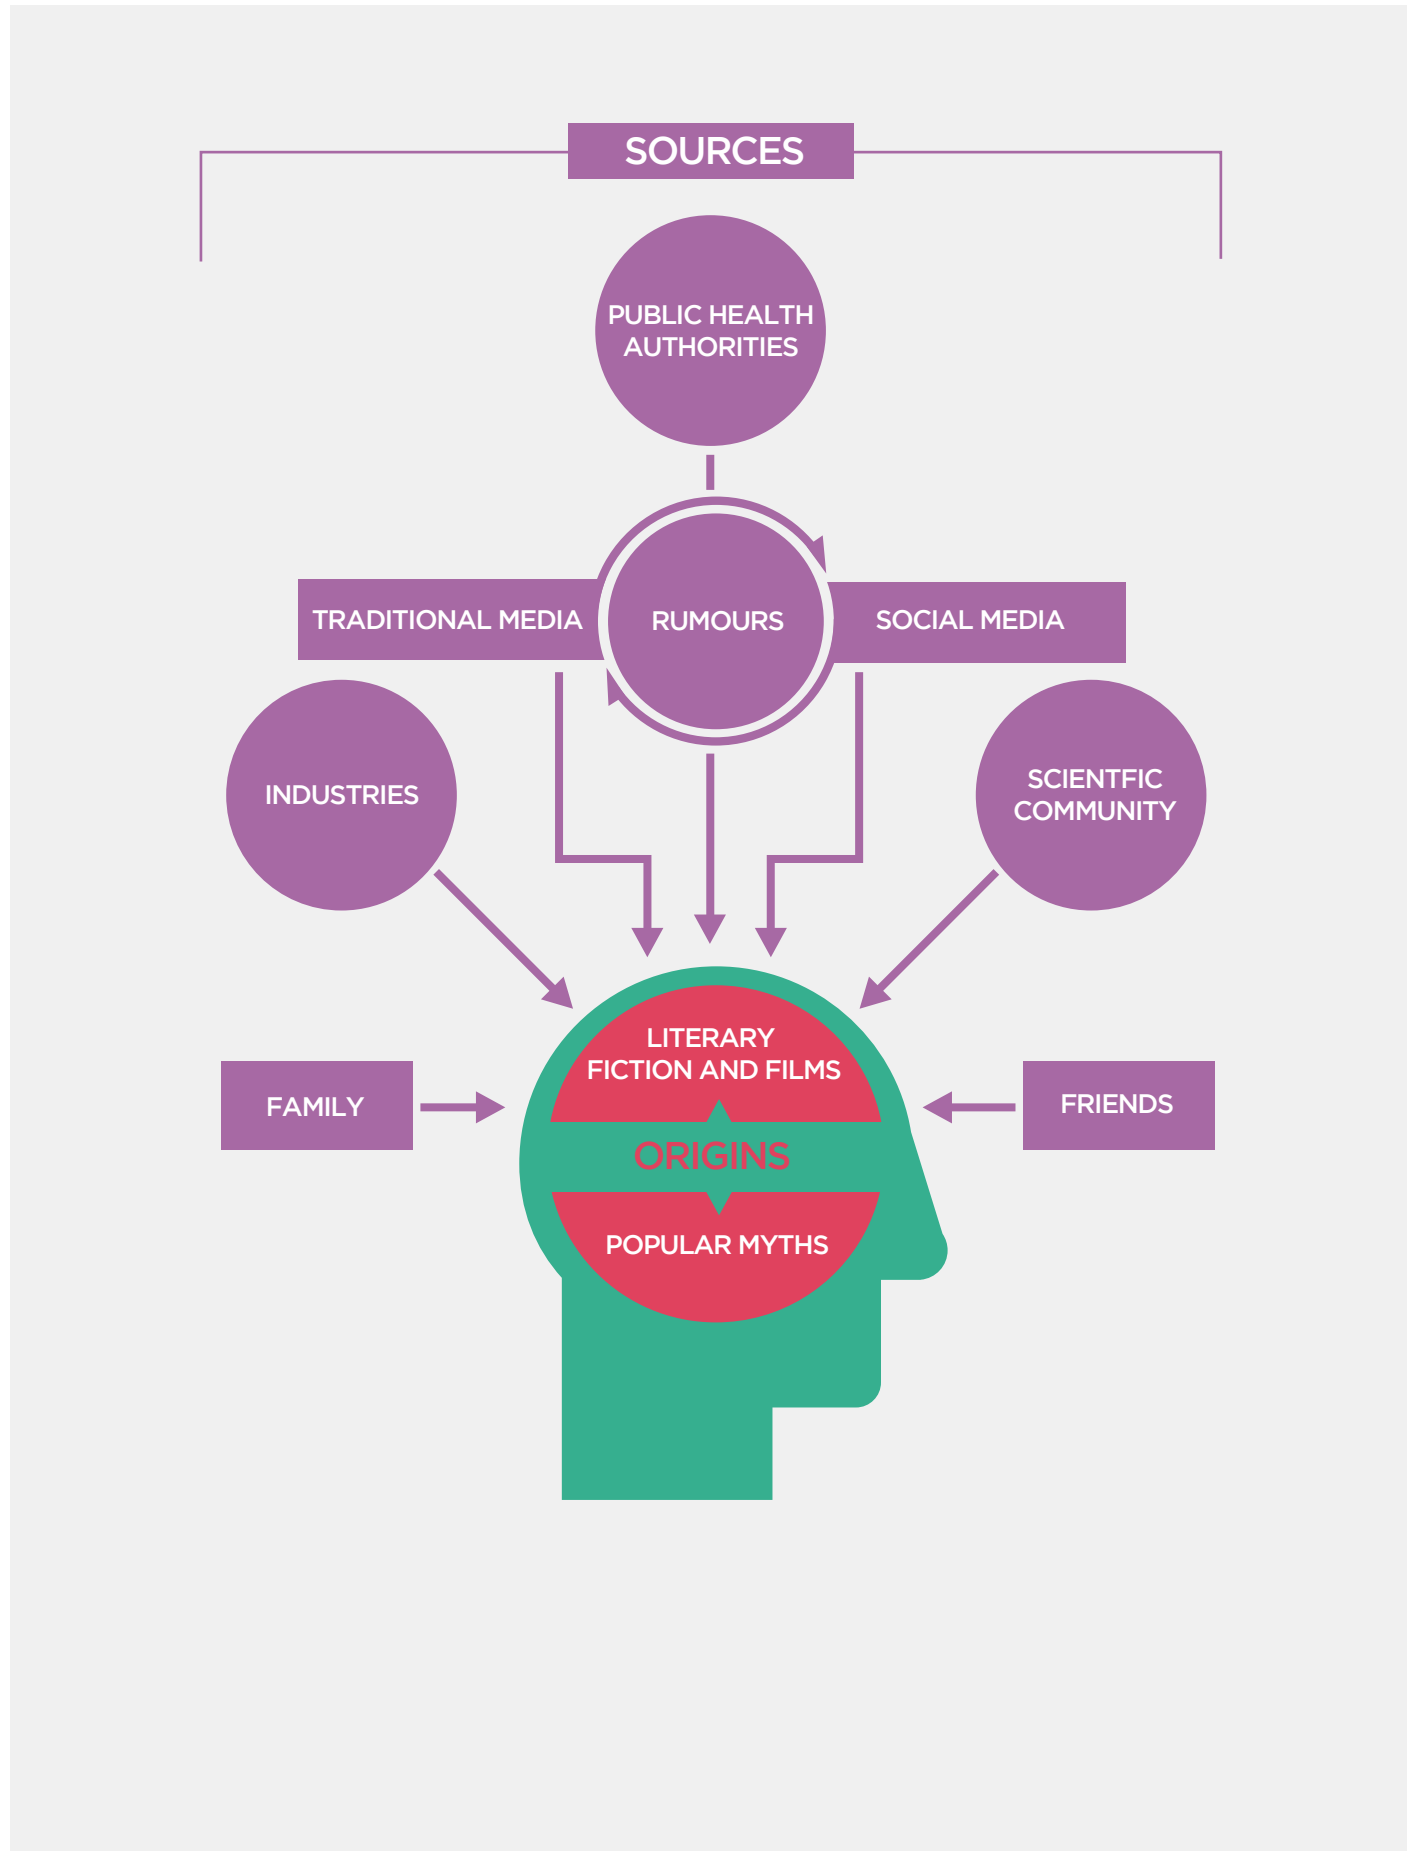 SOURCES
PUBLIC HEALTH
AUTHORITIES
TRADITIONAL MEDIA
RUMOURS
SOCIAL MEDIA
INDUSTRIES
SCIENTFIC
COMMUNITY
LITERARY
FICTION AND FILMS
FAMILY
FRIENDS
ORIGINS
POPULAR MYTHS